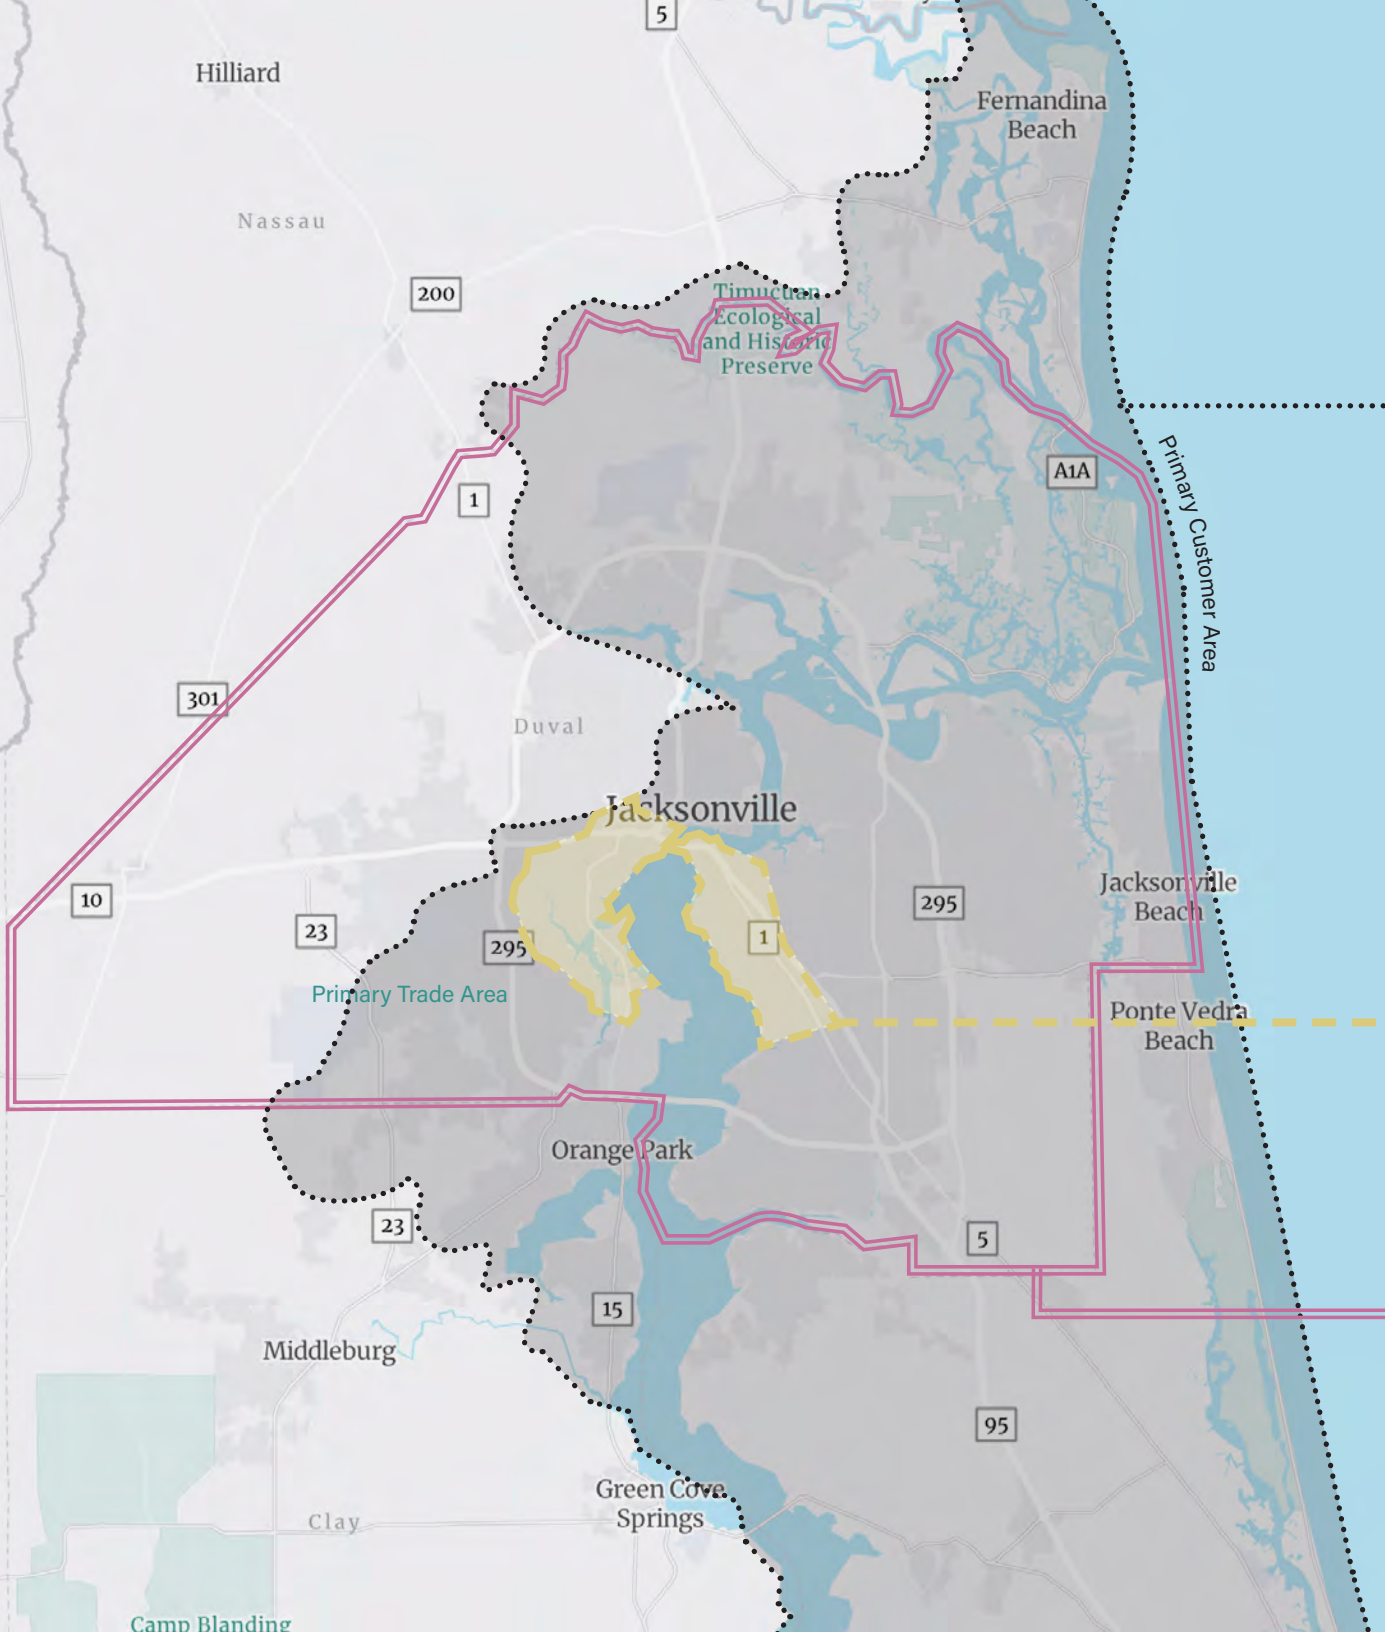 5
Hilliard
Fernandina
Beach
Nassau
200
Timucuan
Ecological
and Historic
Preserve
A1A
1
Primary Customer Area
301
Duval
Jacksonville
10
23
295
1
295
Jacksonville
Beach
Primary Trade Area
Ponte Vedra
Beach
Orange Park
23
5
15
Middleburg
95
Green Cove
Springs
Clay
Camp Blanding